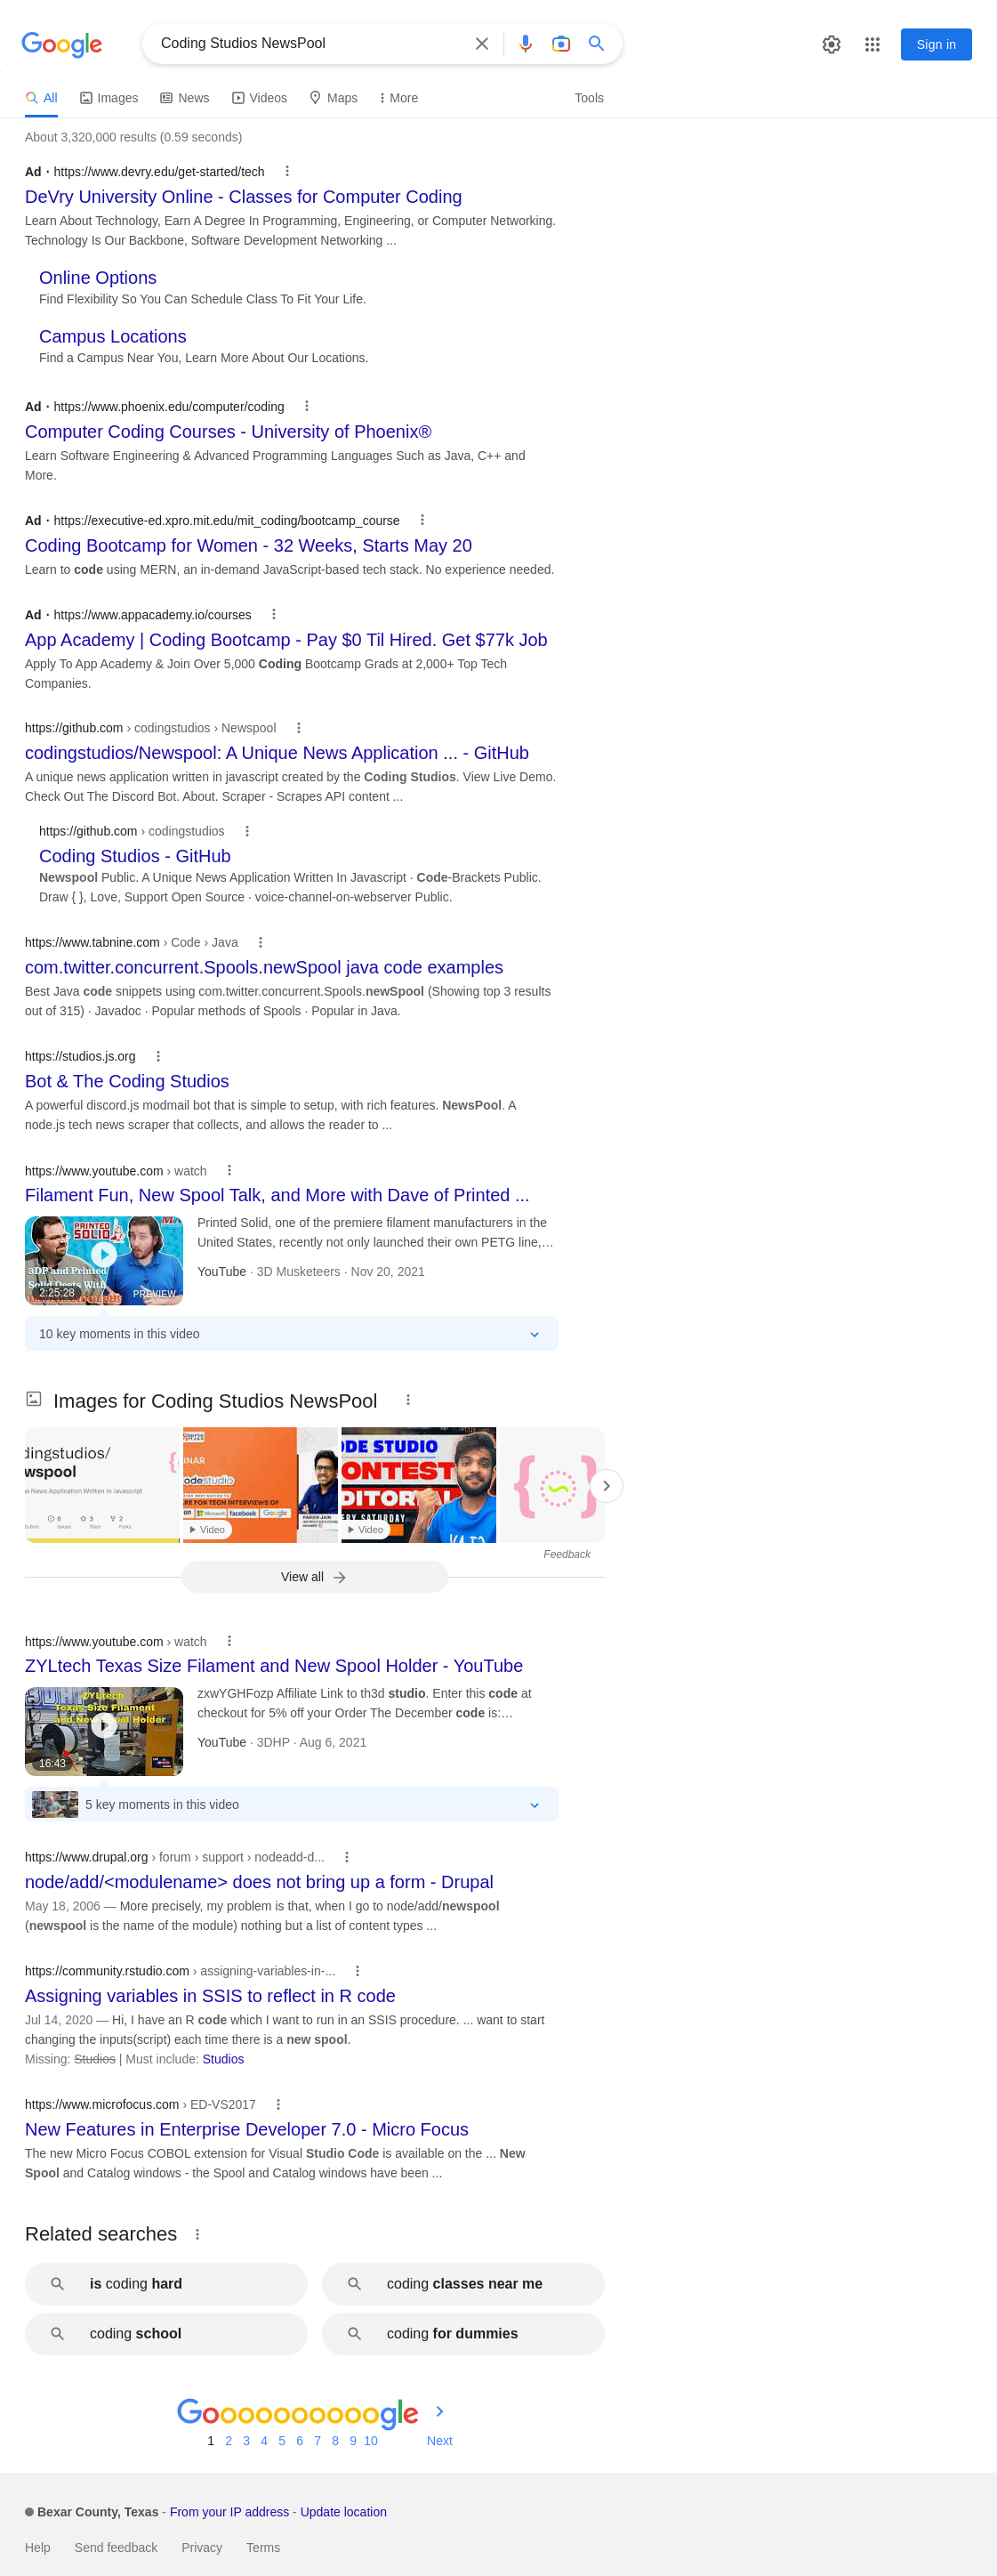 Google
Coding Studios NewsPool
Sign in
All Images News Videos Maps More Tools
About 3,320,000 results (0.59 seconds)
Ad · https://www.devry.edu/get-started/tech
DeVry University Online - Classes for Computer Coding
Learn About Technology, Earn A Degree In Programming, Engineering, or Computer Networking.
Technology Is Our Backbone, Software Development Networking ...
Online Options
Find Flexibility So You Can Schedule Class To Fit Your Life.
Campus Locations
Find a Campus Near You, Learn More About Our Locations.
Ad · https://www.phoenix.edu/computer/coding
Computer Coding Courses - University of Phoenix®
Learn Software Engineering & Advanced Programming Languages Such as Java, C++ and
More.
Ad · https://executive-ed.xpro.mit.edu/mit_coding/bootcamp_course
Coding Bootcamp for Women - 32 Weeks, Starts May 20
Learn to code using MERN, an in-demand JavaScript-based tech stack. No experience needed.
Ad · https://www.appacademy.io/courses
App Academy | Coding Bootcamp - Pay $0 Til Hired. Get $77k Job
Apply To App Academy & Join Over 5,000 Coding Bootcamp Grads at 2,000+ Top Tech
Companies.
https://github.com › codingstudios › Newspool
codingstudios/Newspool: A Unique News Application ... - GitHub
A unique news application written in javascript created by the Coding Studios. View Live Demo.
Check Out The Discord Bot. About. Scraper - Scrapes API content ...
https://github.com › codingstudios
Coding Studios - GitHub
Newspool Public. A Unique News Application Written In Javascript · Code-Brackets Public.
Draw { }, Love, Support Open Source · voice-channel-on-webserver Public.
https://www.tabnine.com › Code › Java
com.twitter.concurrent.Spools.newSpool java code examples
Best Java code snippets using com.twitter.concurrent.Spools.newSpool (Showing top 3 results
out of 315) · Javadoc · Popular methods of Spools · Popular in Java.
https://studios.js.org
Bot & The Coding Studios
A powerful discord.js modmail bot that is simple to setup, with rich features. NewsPool. A
node.js tech news scraper that collects, and allows the reader to ...
https://www.youtube.com › watch
Filament Fun, New Spool Talk, and More with Dave of Printed ...
PRINTED
SOLID
3DP and Printed
Solid Deets With
2:25:28
PREVIEW
Printed Solid, one of the premiere filament manufacturers in the
United States, recently not only launched their own PETG line,…
YouTube · 3D Musketeers · Nov 20, 2021
10 key moments in this video
Images for Coding Studios NewsPool
dingstudios/
wspool
e News Application Written In Javascript
0 3 2
Issues Stars Forks
INAR
codestudio
RE FOR TECH INTERVIEWS OF
Microsoft facebook Google
PARIKH JAIN
Video
ODE STUDIO
CONTEST
EDITORIAL
ERY SATURDAY
Video
Feedback
View all
https://www.youtube.com › watch
ZYLtech Texas Size Filament and New Spool Holder - YouTube
ZYLtech
Texas Size Filament
and New Spool Holder
16:43
zxwYGHFozp Affiliate Link to th3d studio. Enter this code at
checkout for 5% off your Order The December code is:…
YouTube · 3DHP · Aug 6, 2021
5 key moments in this video
https://www.drupal.org › forum › support › nodeadd-d...
node/add/<modulename> does not bring up a form - Drupal
May 18, 2006 — More precisely, my problem is that, when I go to node/add/newspool
(newspool is the name of the module) nothing but a list of content types ...
https://community.rstudio.com › assigning-variables-in-...
Assigning variables in SSIS to reflect in R code
Jul 14, 2020 — Hi, I have an R code which I want to run in an SSIS procedure. ... want to start
changing the inputs(script) each time there is a new spool.
Missing: Studios | Must include: Studios
https://www.microfocus.com › ED-VS2017
New Features in Enterprise Developer 7.0 - Micro Focus
The new Micro Focus COBOL extension for Visual Studio Code is available on the ... New
Spool and Catalog windows - the Spool and Catalog windows have been ...
Related searches
is coding hard
coding classes near me
coding school
coding for dummies
Goooooooooogle
1 2 3 4 5 6 7 8 9 10 Next
Bexar County, Texas - From your IP address - Update location
Help Send feedback Privacy Terms